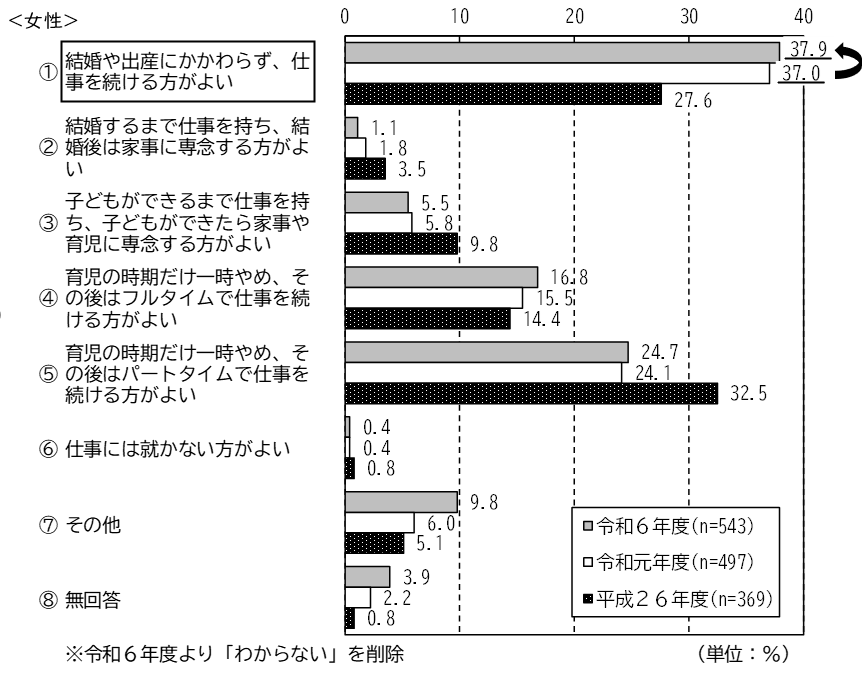 ＜女性＞
0 10 20 30 40
① 結婚や出産にかかわらず、仕
事を続ける方がよい
37.9
37.0
27.6
② 結婚するまで仕事を持ち、結
婚後は家事に専念する方がよ
い
1.1
1.8
3.5
③ 子どもができるまで仕事を持
ち、子どもができたら家事や
育児に専念する方がよい
5.5
5.8
9.8
④ 育児の時期だけ一時やめ、そ
の後はフルタイムで仕事を続
ける方がよい
16.8
15.5
14.4
⑤ 育児の時期だけ一時やめ、そ
の後はパートタイムで仕事を
続ける方がよい
24.7
24.1
32.5
⑥ 仕事には就かない方がよい
0.4
0.4
0.8
⑦ その他
9.8
6.0
5.1
⑧ 無回答
3.9
2.2
0.8
令和６年度(n=543)
令和元年度(n=497)
平成２６年度(n=369)
※令和６年度より「わからない」を削除
（単位：％）